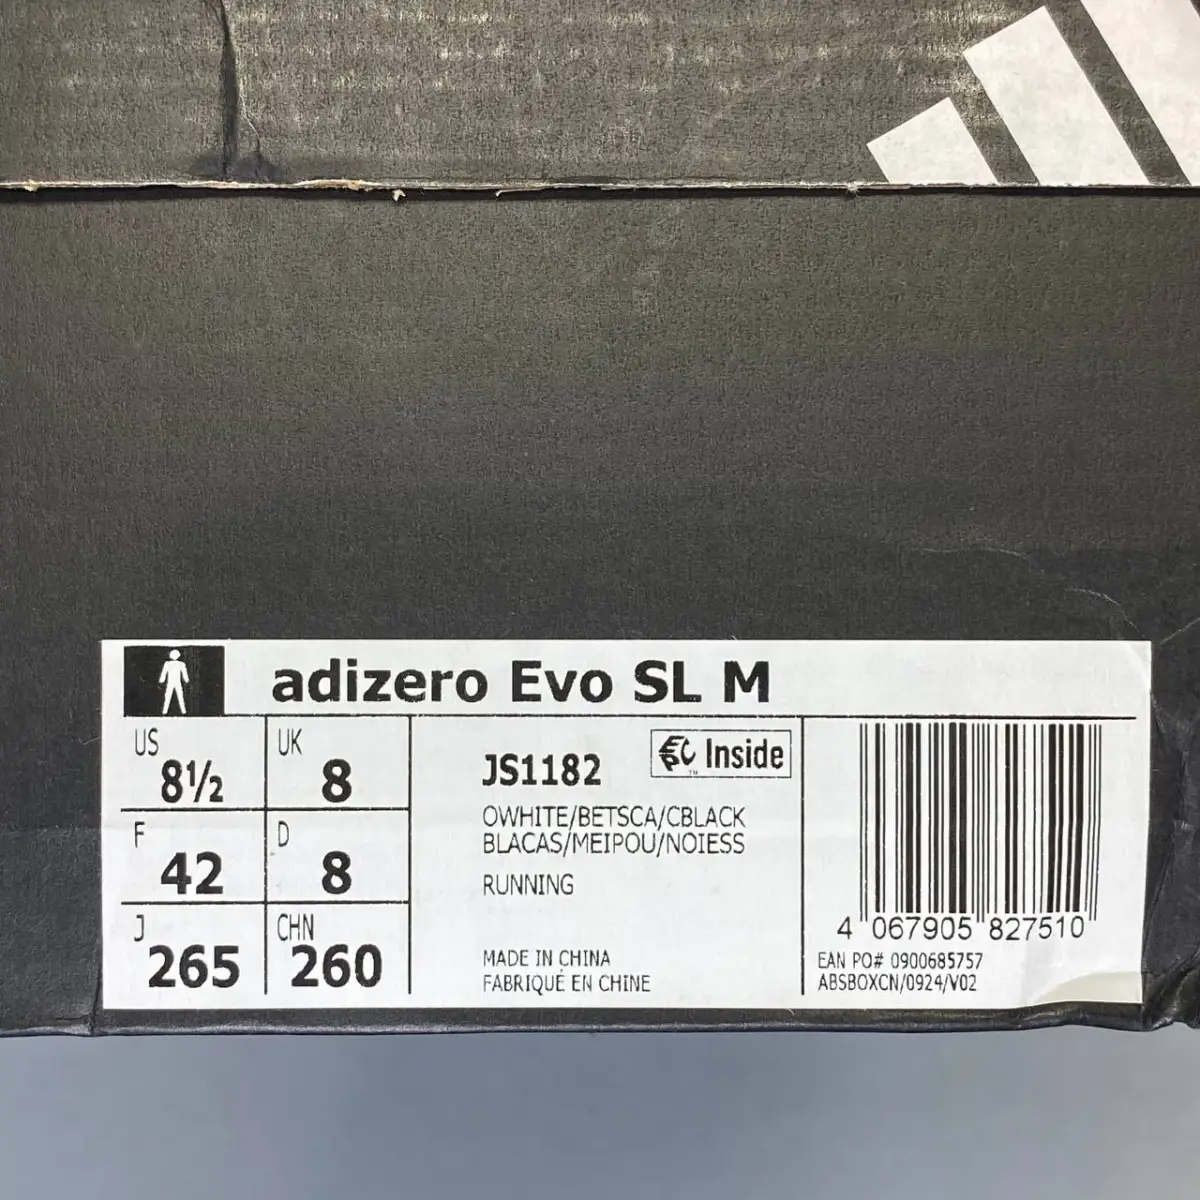 adizero Evo SL M
US 8½
UK 8
F 42
D 8
J 265
CHN 260
JS1182
Inside
TM
OWHITE/BETSCA/CBLACK
BLACAS/MEIPOU/NOIESS
RUNNING
MADE IN CHINA
FABRIQUÉ EN CHINE
4 067905 827510
EAN PO# 0900685757
ABSBOXCN/0924/V02